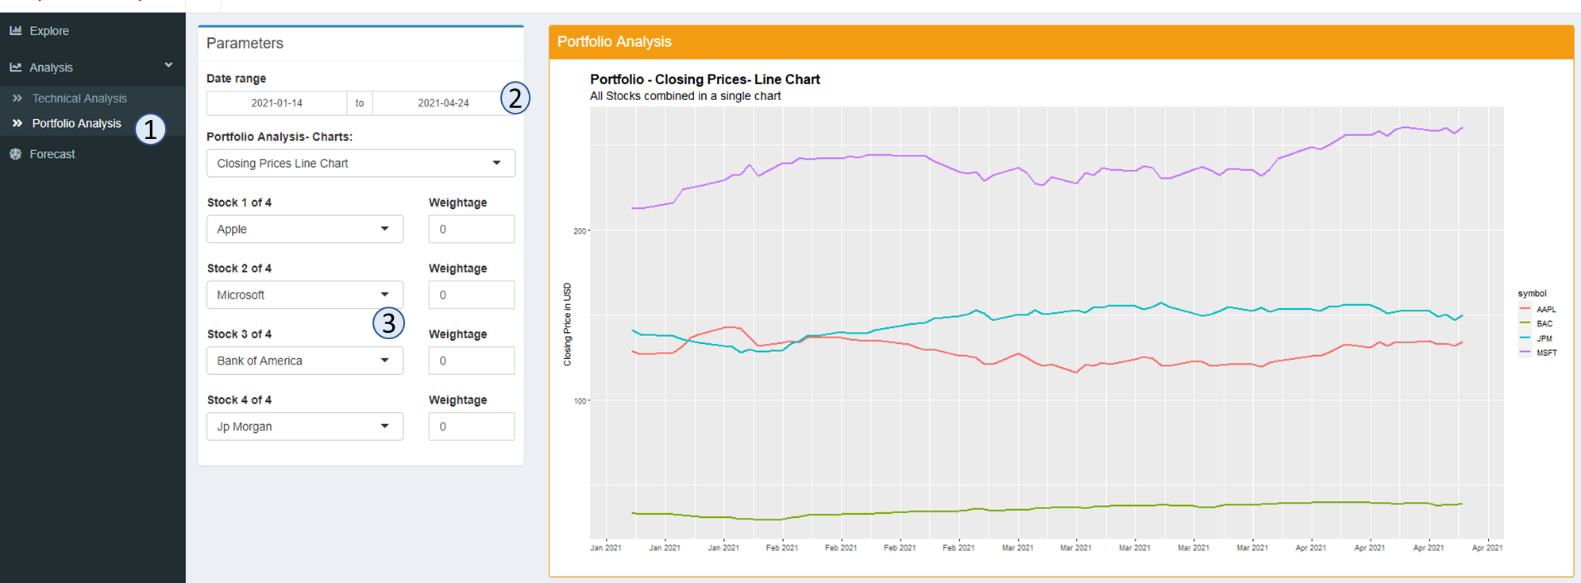 Explore
Analysis
Technical Analysis
Portfolio Analysis
Forecast
1
Parameters
Date range
2021-01-14 to 2021-04-24
2
Portfolio Analysis- Charts:
Closing Prices Line Chart
Stock 1 of 4 Weightage
Apple 0
Stock 2 of 4 Weightage
Microsoft 0
3
Stock 3 of 4 Weightage
Bank of America 0
Stock 4 of 4 Weightage
Jp Morgan 0
Portfolio Analysis
Portfolio - Closing Prices- Line Chart
All Stocks combined in a single chart
200
100
Closing Price in USD
Jan 2021 Jan 2021 Jan 2021 Feb 2021 Feb 2021 Feb 2021 Feb 2021 Mar 2021 Mar 2021 Mar 2021 Mar 2021 Mar 2021 Apr 2021 Apr 2021 Apr 2021 Apr 2021
symbol
AAPL
BAC
JPM
MSFT